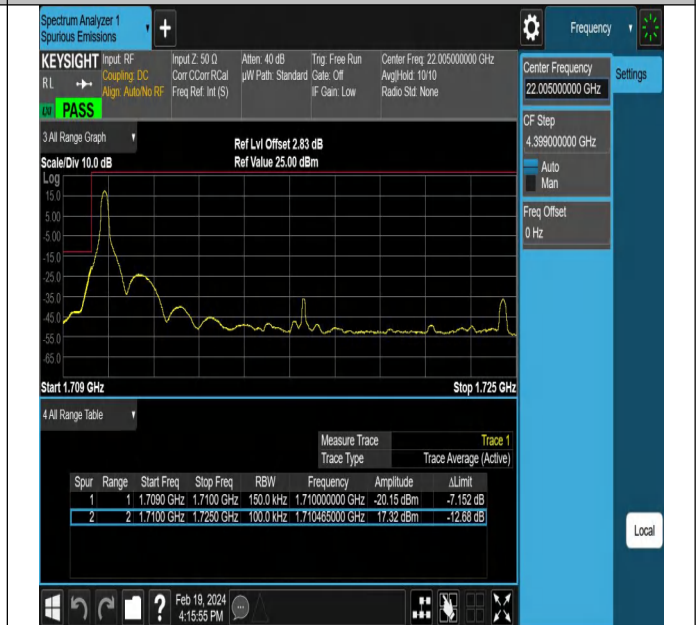 Spectrum Analyzer 1
Spurious Emissions
+
Frequency
KEYSIGHT
RL
PASS
Input: RF
Coupling: DC
Align: Auto/No RF
Input Z: 50 Ω
Corr CCorr RCal
Freq Ref: Int (S)
Atten: 40 dB
µW Path: Standard
Trig: Free Run
Gate: Off
IF Gain: Low
Center Freq: 22.005000000 GHz
Avg|Hold: 10/10
Radio Std: None
Center Frequency
22.005000000 GHz
Settings
CF Step
4.399000000 GHz
Auto
Man
Freq Offset
0 Hz
3 All Range Graph
Ref Lvl Offset 2.83 dB
Scale/Div 10.0 dB
Ref Value 25.00 dBm
Log
15.0
5.00
-5.00
-15.0
-25.0
-35.0
-45.0
-55.0
-65.0
Start 1.709 GHz
Stop 1.725 GHz
4 All Range Table
Measure Trace Trace 1
Trace Type Trace Average (Active)
Spur Range Start Freq Stop Freq RBW Frequency Amplitude ΔLimit
1 1 1.7090 GHz 1.7100 GHz 150.0 kHz 1.710000000 GHz -20.15 dBm -7.152 dB
2 2 1.7100 GHz 1.7250 GHz 100.0 kHz 1.710465000 GHz 17.32 dBm -12.68 dB
Local
?
Feb 19, 2024
4:15:55 PM